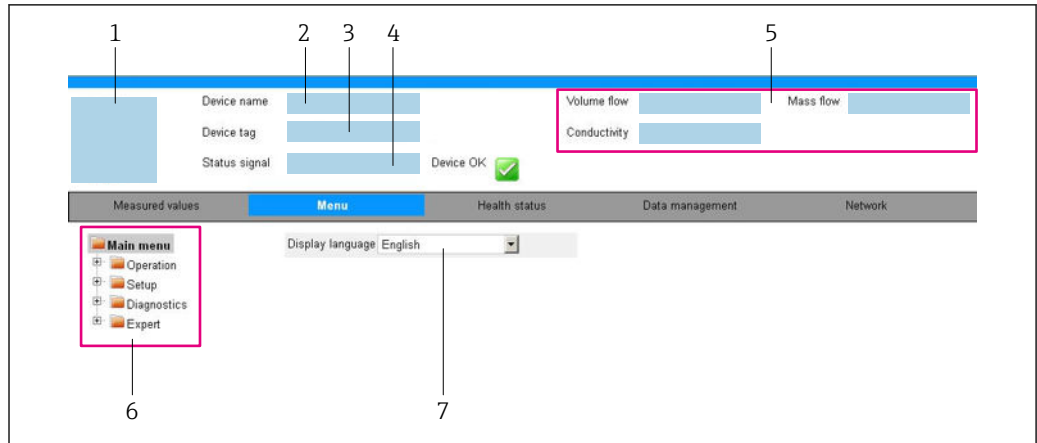 1 2 3 4 5
Device name
Volume flow
Mass flow
Device tag
Conductivity
Status signal
Device OK
Measured values
Menu
Health status
Data management
Network
Main menu
Display language English
Operation
Setup
Diagnostics
Expert
6 7